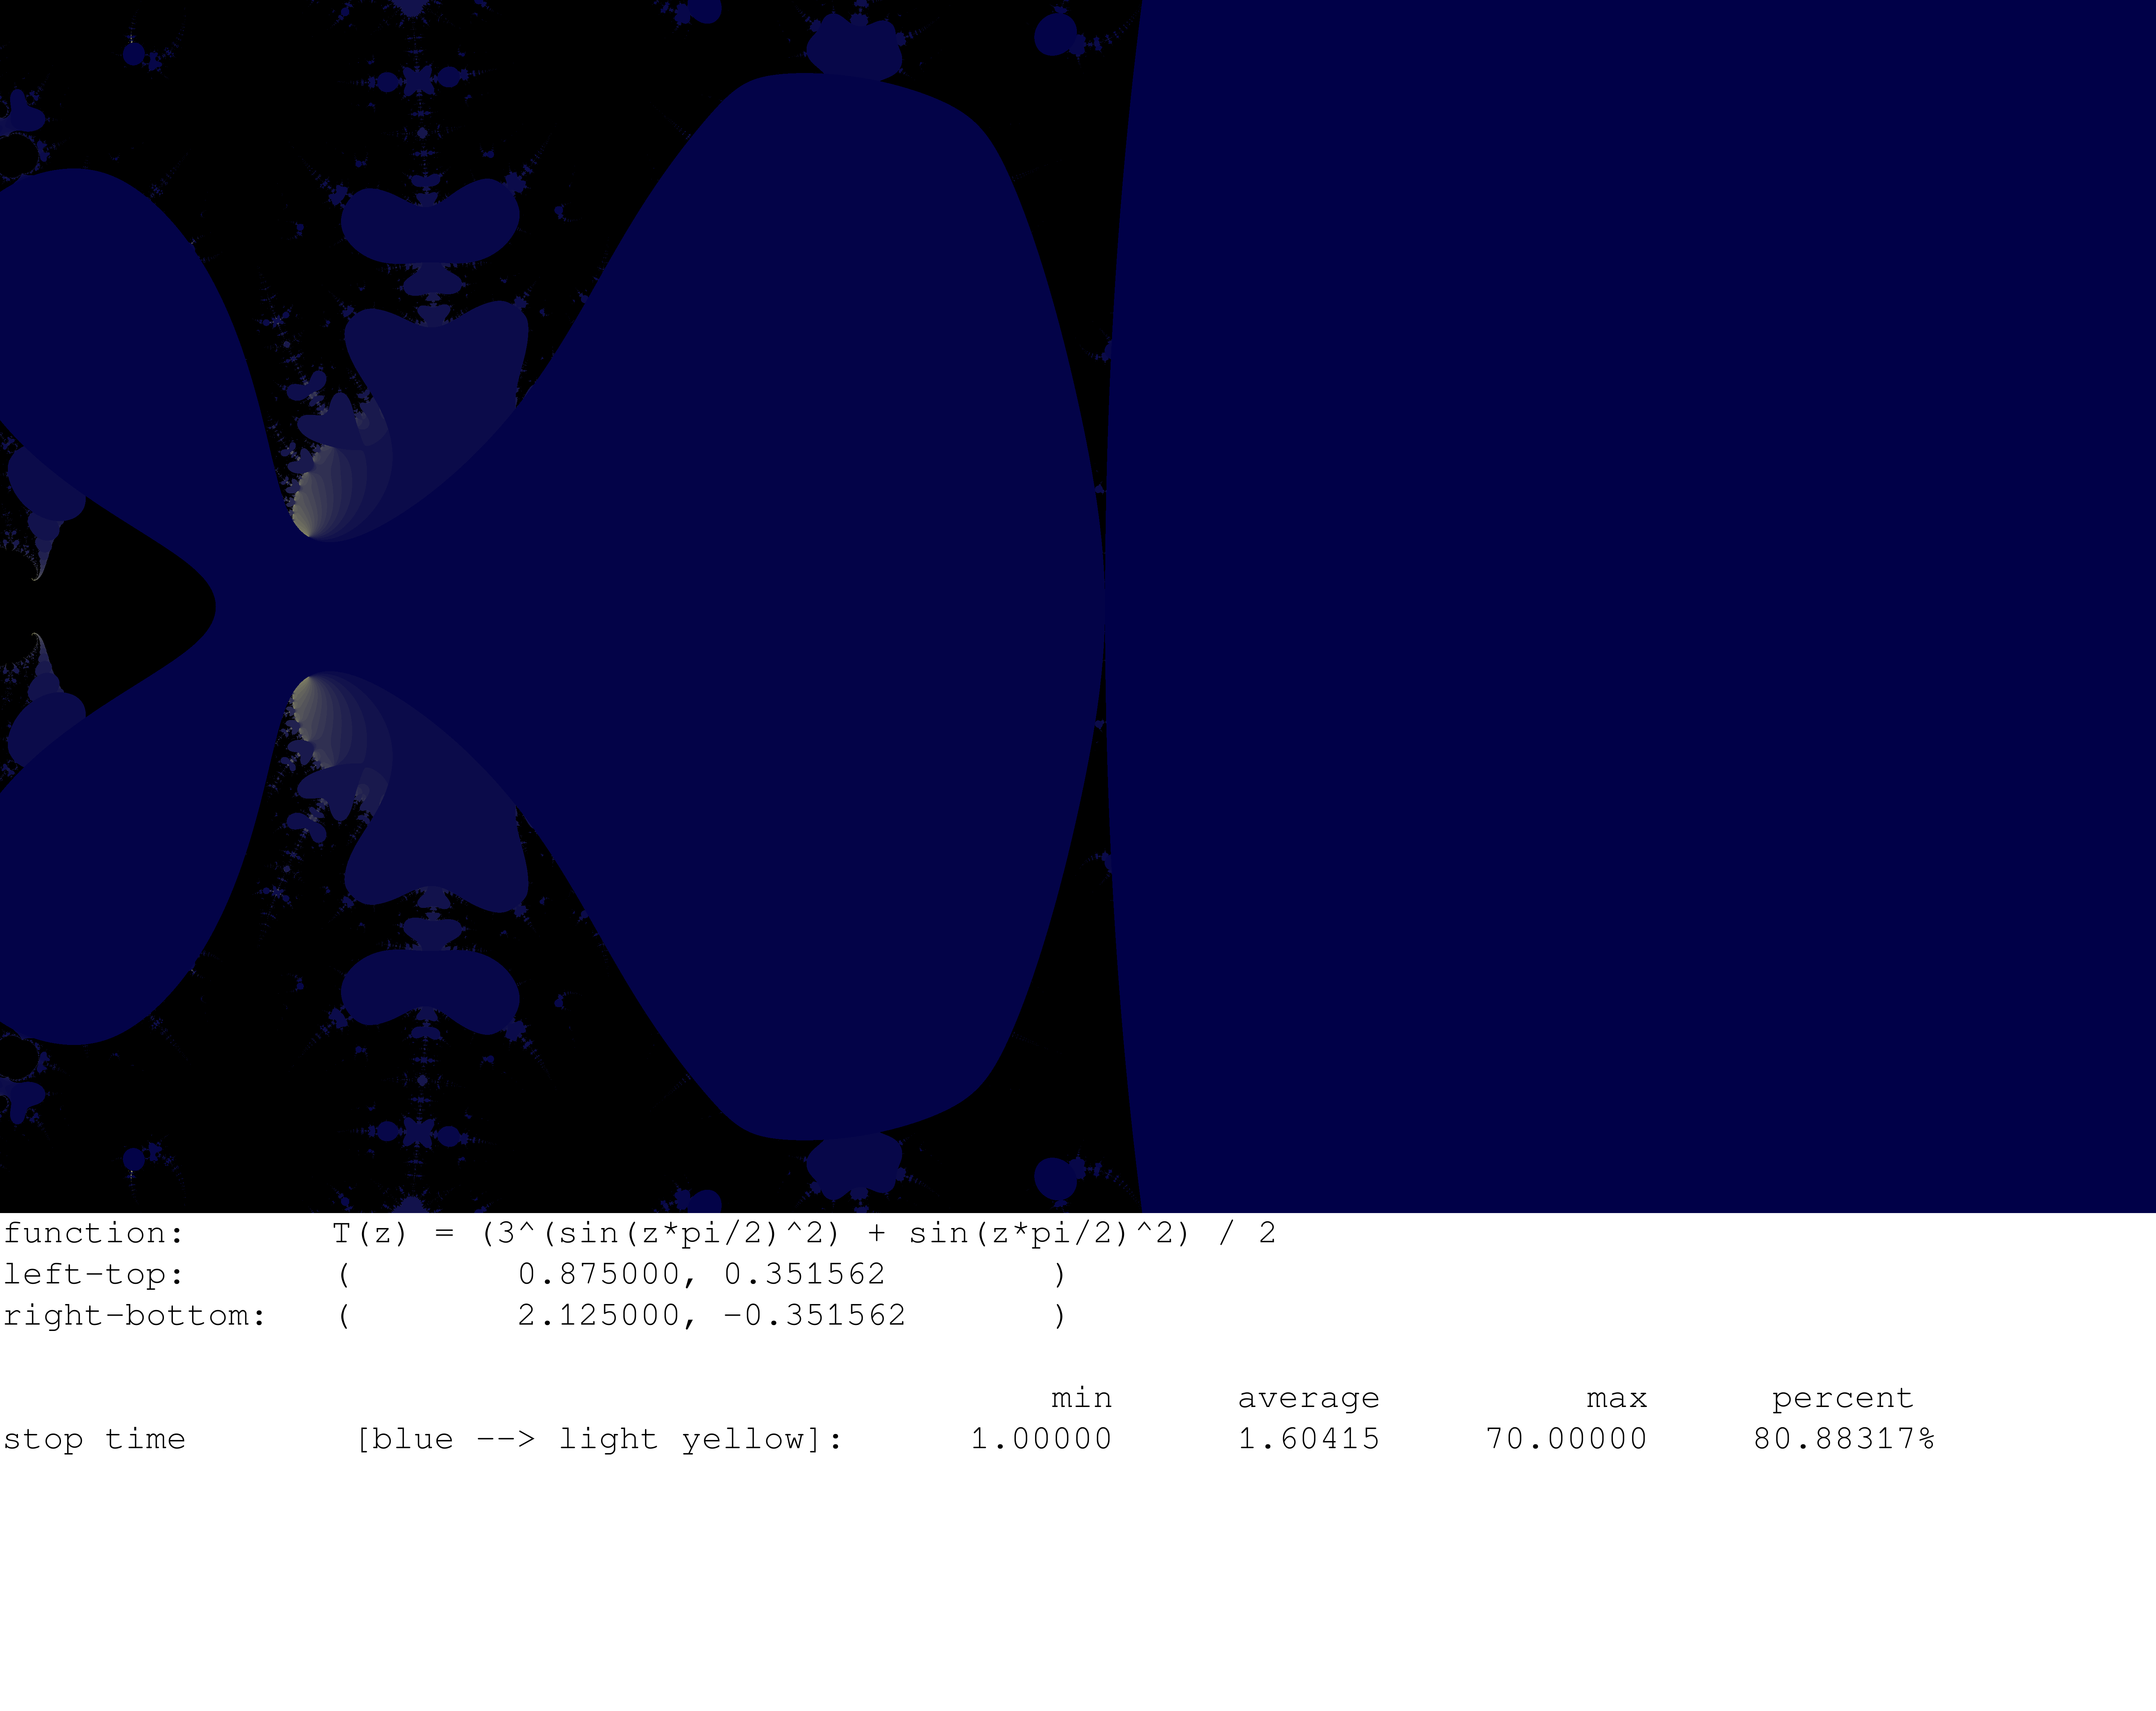 function: T(z) = (3^(sin(z*pi/2)^2) + sin(z*pi/2)^2) / 2
left-top: ( 0.875000, 0.351562 )
right-bottom: ( 2.125000, -0.351562 )
min average max percent
stop time [blue --> light yellow]: 1.00000 1.60415 70.00000 80.88317%